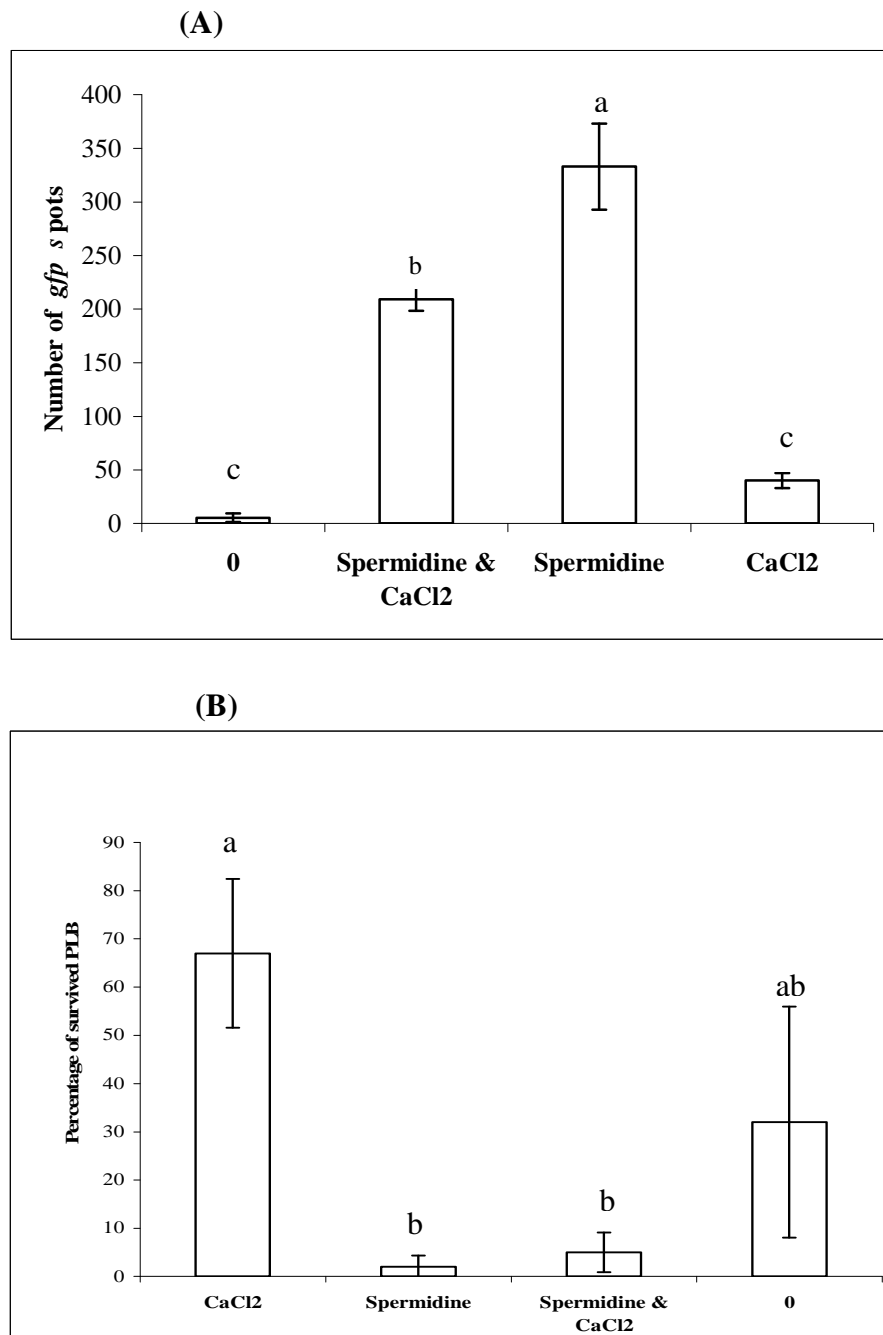 (A)
Number of gfp s pots
400
350
300
250
200
150
100
50
0
c
b
a
c
0
Spermidine &
CaCl2
Spermidine
CaCl2
(B)
Percentage of survived PLB
90
80
70
60
50
40
30
20
10
0
a
b
b
ab
CaCl2
Spermidine
Spermidine &
CaCl2
0